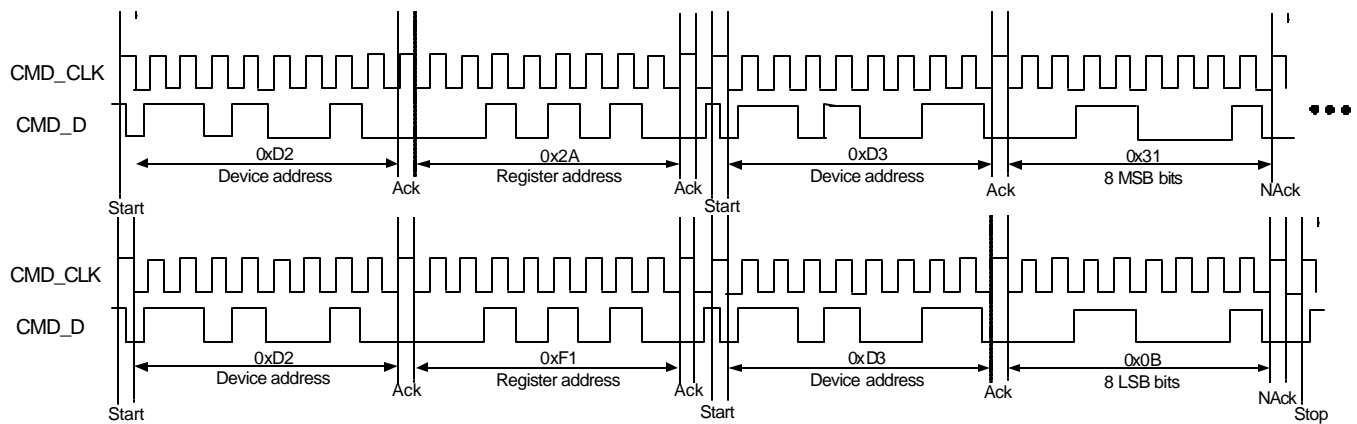 CMD_CLK
CMD_D
0xD2 0x2A 0xD3 0x31
Device address Ack Register address Ack Device address Ack 8 MSB bits NAck
Start Start
CMD_CLK
CMD_D
0xD2 0xF1 0xD3 0x0B
Device address Ack Register address Ack Device address Ack 8 LSB bits NAck
Start Start Stop